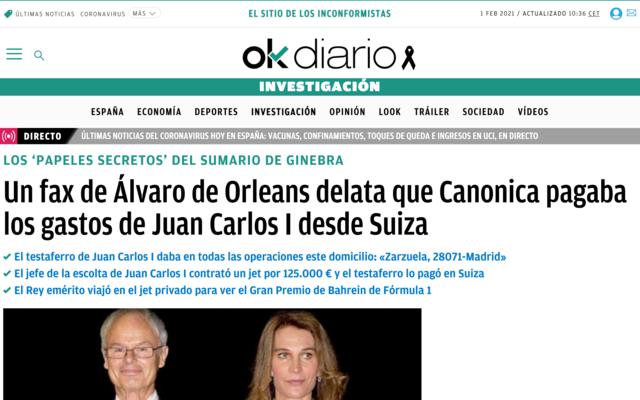 ÚLTIMAS NOTICIAS CORONAVIRUS MÁS
EL SITIO DE LOS INCONFORMISTAS
1 FEB 2021 / ACTUALIZADO 10:36 CET
okdiario
INVESTIGACIÓN
ESPAÑA ECONOMÍA DEPORTES INVESTIGACIÓN OPINIÓN LOOK TRÁILER SOCIEDAD VÍDEOS
DIRECTO ÚLTIMAS NOTICIAS DEL CORONAVIRUS HOY EN ESPAÑA: VACUNAS, CONFINAMIENTOS, TOQUES DE QUEDA E INGRESOS EN UCI, EN DIRECTO
LOS ‘PAPELES SECRETOS’ DEL SUMARIO DE GINEBRA
Un fax de Álvaro de Orleans delata que Canonica pagaba
los gastos de Juan Carlos I desde Suiza
El testaferro de Juan Carlos I daba en todas las operaciones este domicilio: «Zarzuela, 28071-Madrid»
El jefe de la escolta de Juan Carlos I contrató un jet por 125.000 € y el testaferro lo pagó en Suiza
El Rey emérito viajó en el jet privado para ver el Gran Premio de Bahrein de Fórmula 1